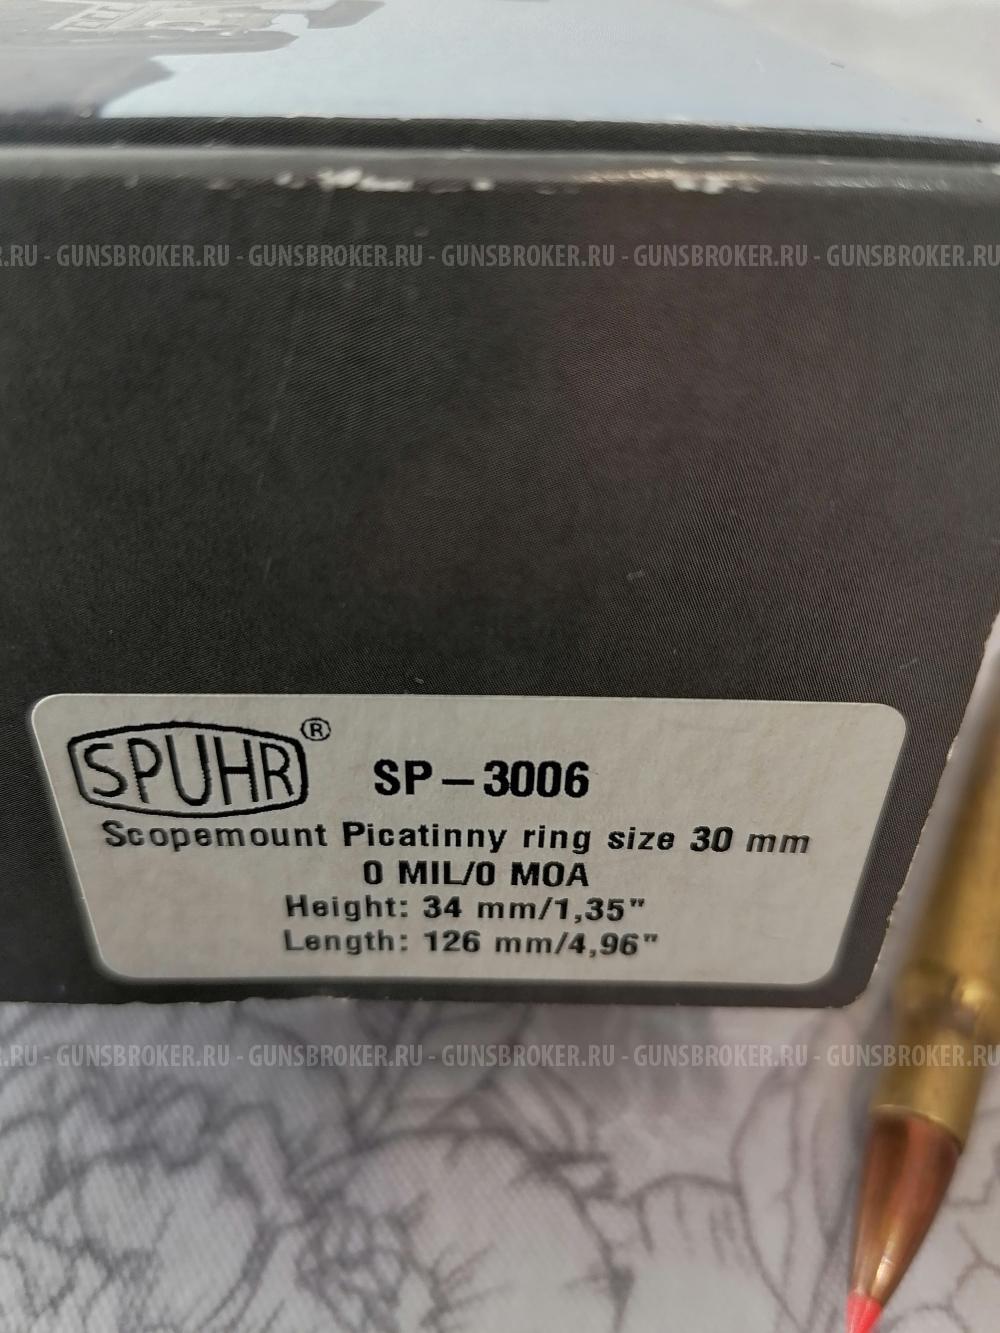 .RU - GUNSBROKER.RU - GUNSBROKER.RU - GUNSBROKER.RU - GUNSBROKER.RU - GUNSBROKER.RU
SPUHR®
SP-3006
Scopemount Picatinny ring size 30 mm
0 MIL/0 MOA
Height: 34 mm/1,35"
Length: 126 mm/4,96"
.RU - GUNSBROKER.RU - GUNSBROKER.RU - GUNSBROKER.RU - GUNSBROKER.RU - GUNSBROKER.RU